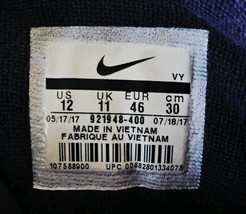 VY
US UK EUR cm
12 11 46 30
05/17/17 921948-400 07/18/17
MADE IN VIETNAM
FABRIQUE AU VIETNAM
107588900 UPC 00882801334078